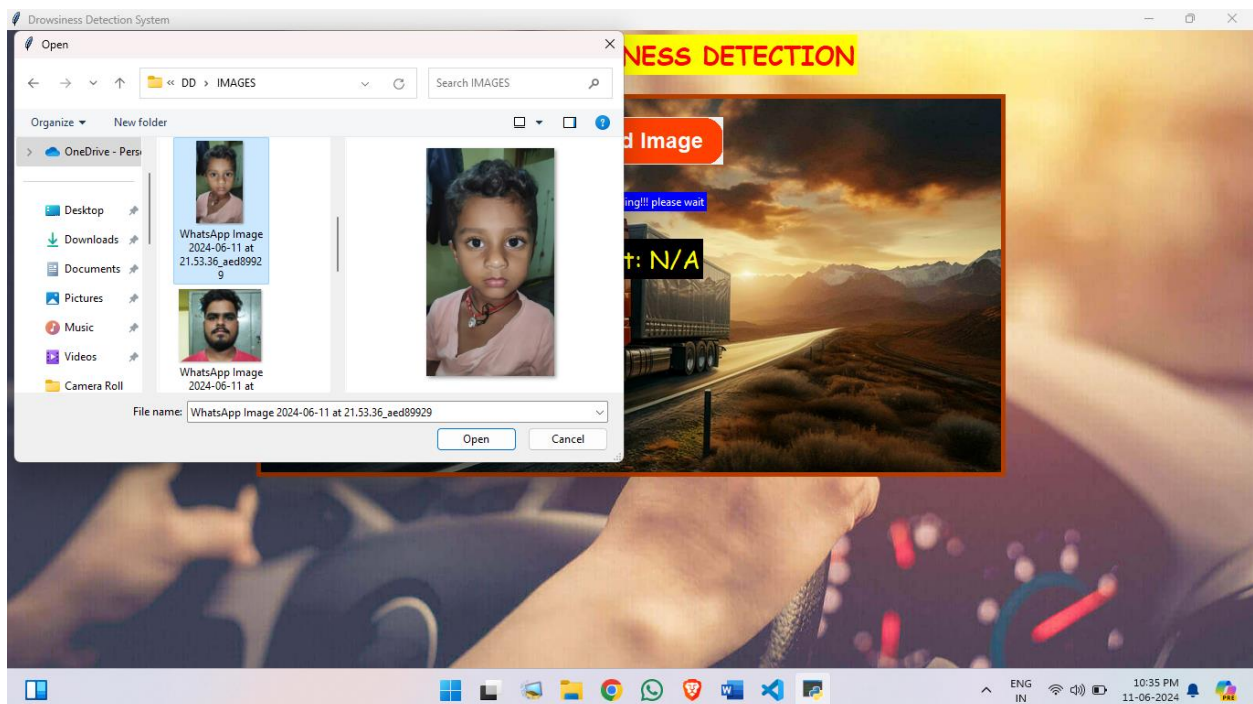 Drowsiness Detection System
Open
NESS DETECTION
« DD > IMAGES
Search IMAGES
Organize
New folder
d Image
OneDrive - Pers
ing!!! please wait
Desktop
WhatsApp Image
2024-06-11 at
21.53.36_aed8992
9
Downloads
t: N/A
Documents
Pictures
Music
Videos
WhatsApp Image
2024-06-11 at
Camera Roll
File name: WhatsApp Image 2024-06-11 at 21.53.36_aed89929
Open
Cancel
ENG
IN
10:35 PM
11-06-2024
PRE